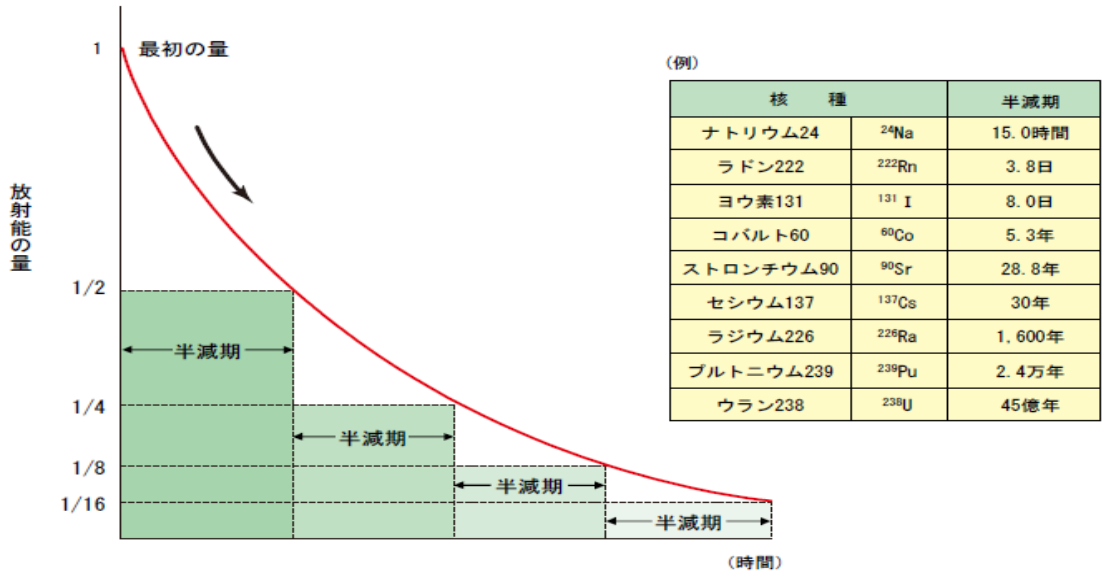 1 最初の量
放射能の量
1/2
半減期
1/4
半減期
1/8
半減期
1/16
半減期
(時間)
(例)
核種 半減期
ナトリウム24 ²⁴Na 15.0時間
ラドン222 ²²²Rn 3.8日
ヨウ素131 ¹³¹I 8.0日
コバルト60 ⁶⁰Co 5.3年
ストロンチウム90 ⁹⁰Sr 28.8年
セシウム137 ¹³⁷Cs 30年
ラジウム226 ²²⁶Ra 1,600年
プルトニウム239 ²³⁹Pu 2.4万年
ウラン238 ²³⁸U 45億年